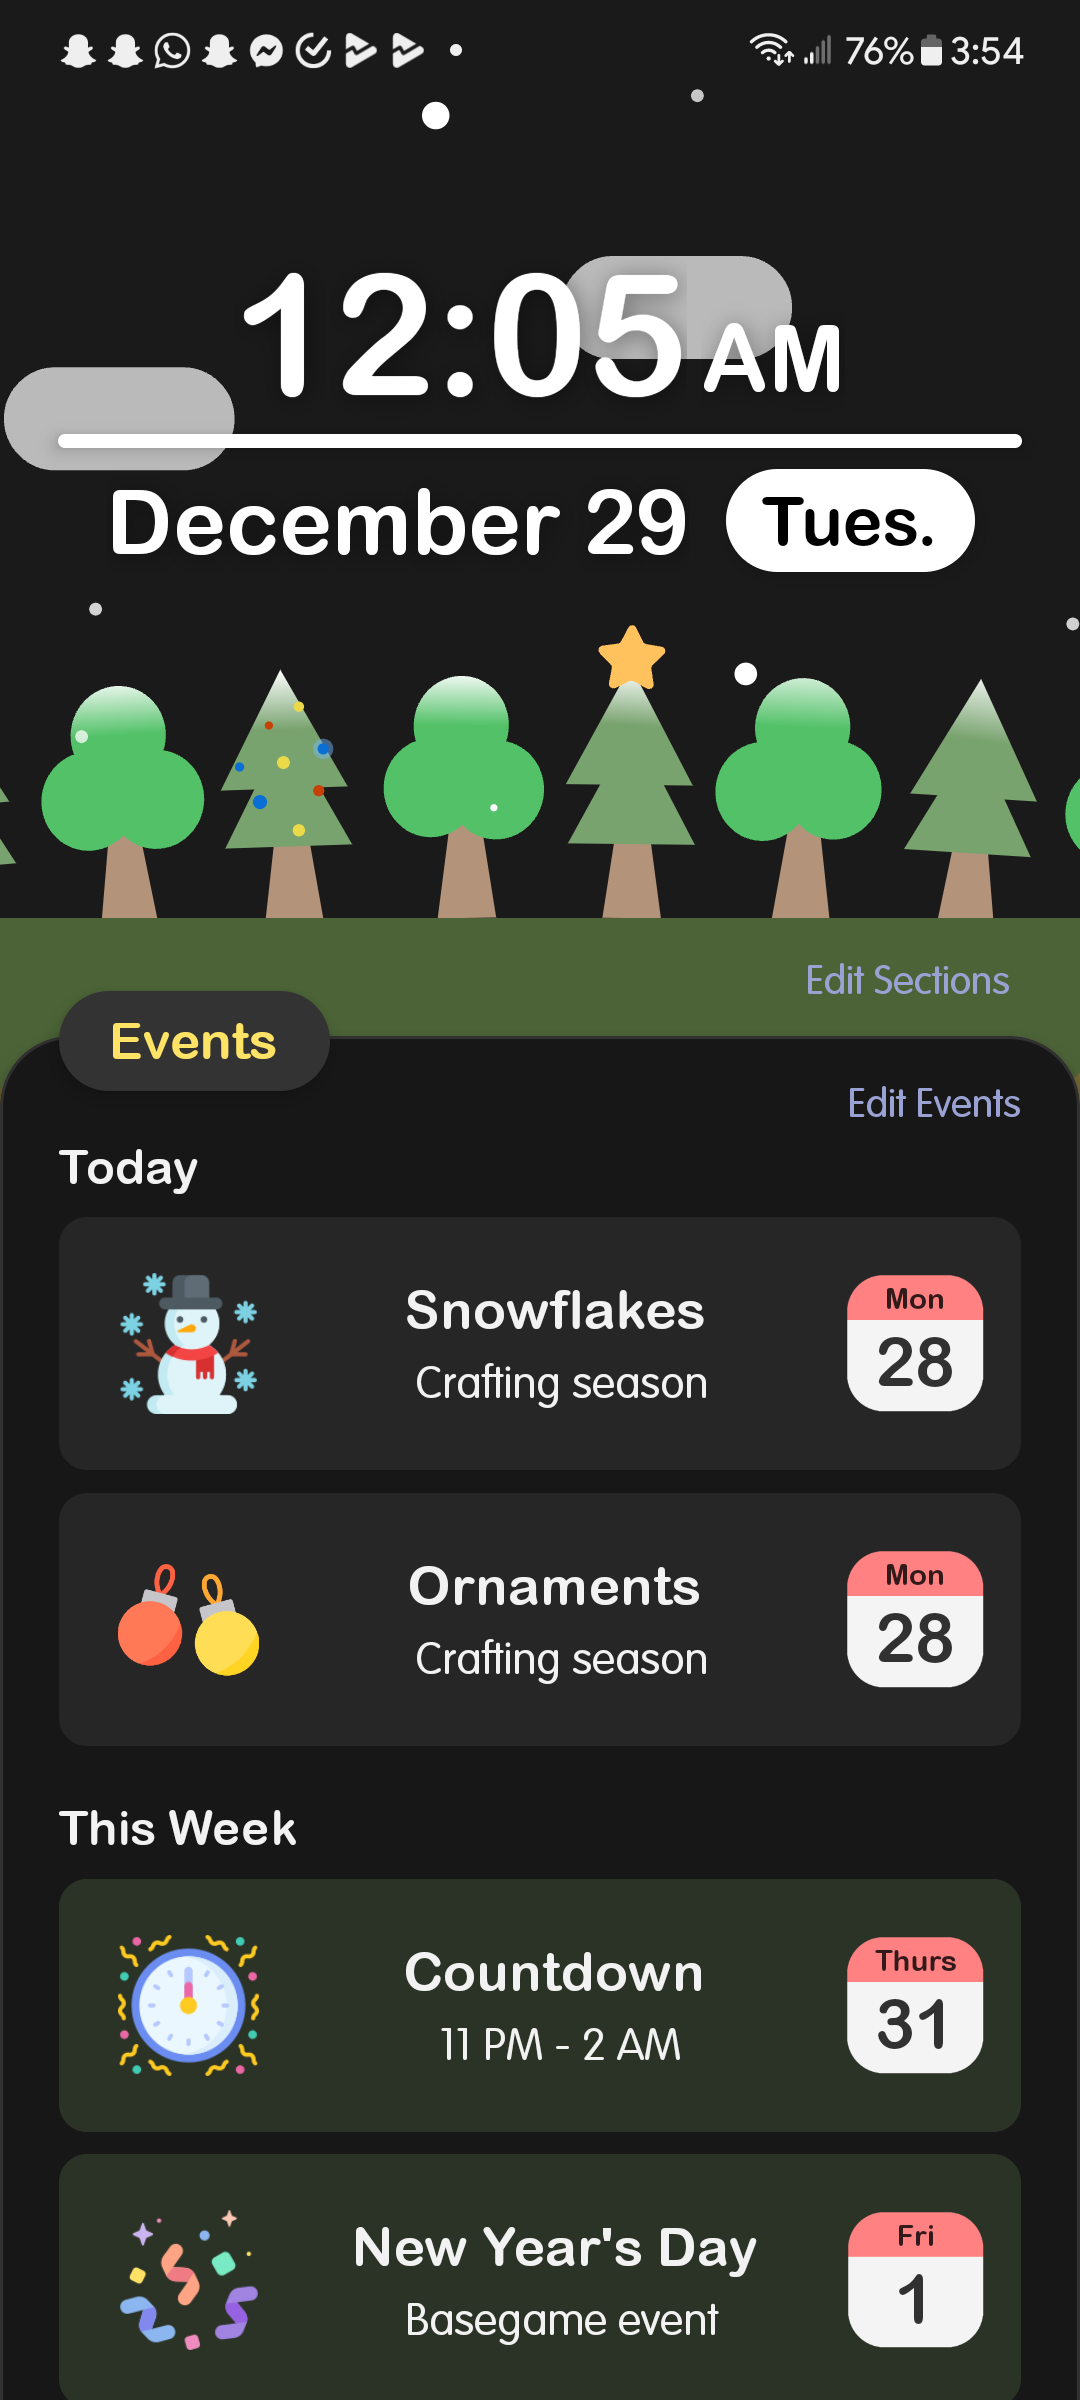 76% 3:54
12:05 AM
December 29 Tues.
Edit Sections
Events
Edit Events
Today
Snowflakes
Crafting season
Mon
28
Ornaments
Crafting season
Mon
28
This Week
Countdown
11 PM - 2 AM
Thurs
31
New Year's Day
Basegame event
Fri
1